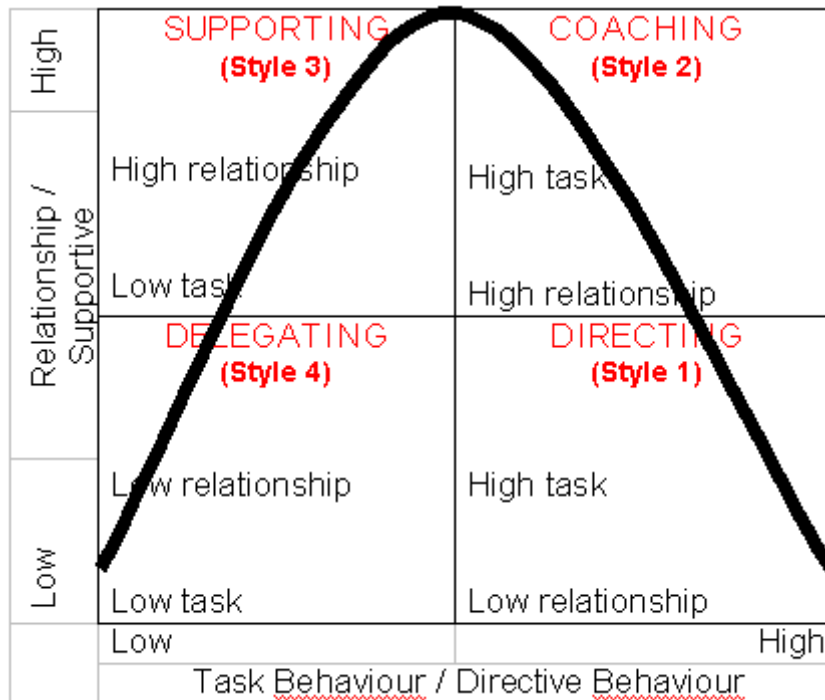 High
SUPPORTING
(Style 3)
High relationship
Low task
COACHING
(Style 2)
High task
High relationship
Relationship /
Supportive
DELEGATING
(Style 4)
Low relationship
Low task
DIRECTING
(Style 1)
High task
Low relationship
Low
Low
High
Task Behaviour / Directive Behaviour